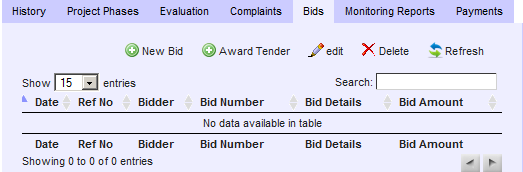 History Project Phases Evaluation Complaints Bids Monitoring Reports Payments
New Bid Award Tender edit Delete Refresh
Show 15 entries Search:
Date Ref No Bidder Bid Number Bid Details Bid Amount
No data available in table
Date Ref No Bidder Bid Number Bid Details Bid Amount
Showing 0 to 0 of 0 entries